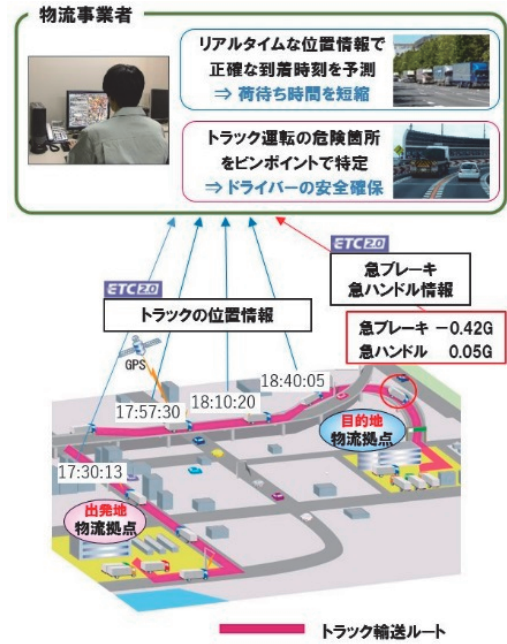 物流事業者
リアルタイムな位置情報で
正確な到着時刻を予測
⇒ 荷待ち時間を短縮
トラック運転の危険箇所
をピンポイントで特定
⇒ ドライバーの安全確保
ETC2.0
急ブレーキ
急ハンドル情報
ETC2.0
トラックの位置情報
急ブレーキ −0.42G
急ハンドル 0.05G
GPS
18:40:05
17:57:30
18:10:20
目的地
物流拠点
17:30:13
出発地
物流拠点
トラック輸送ルート